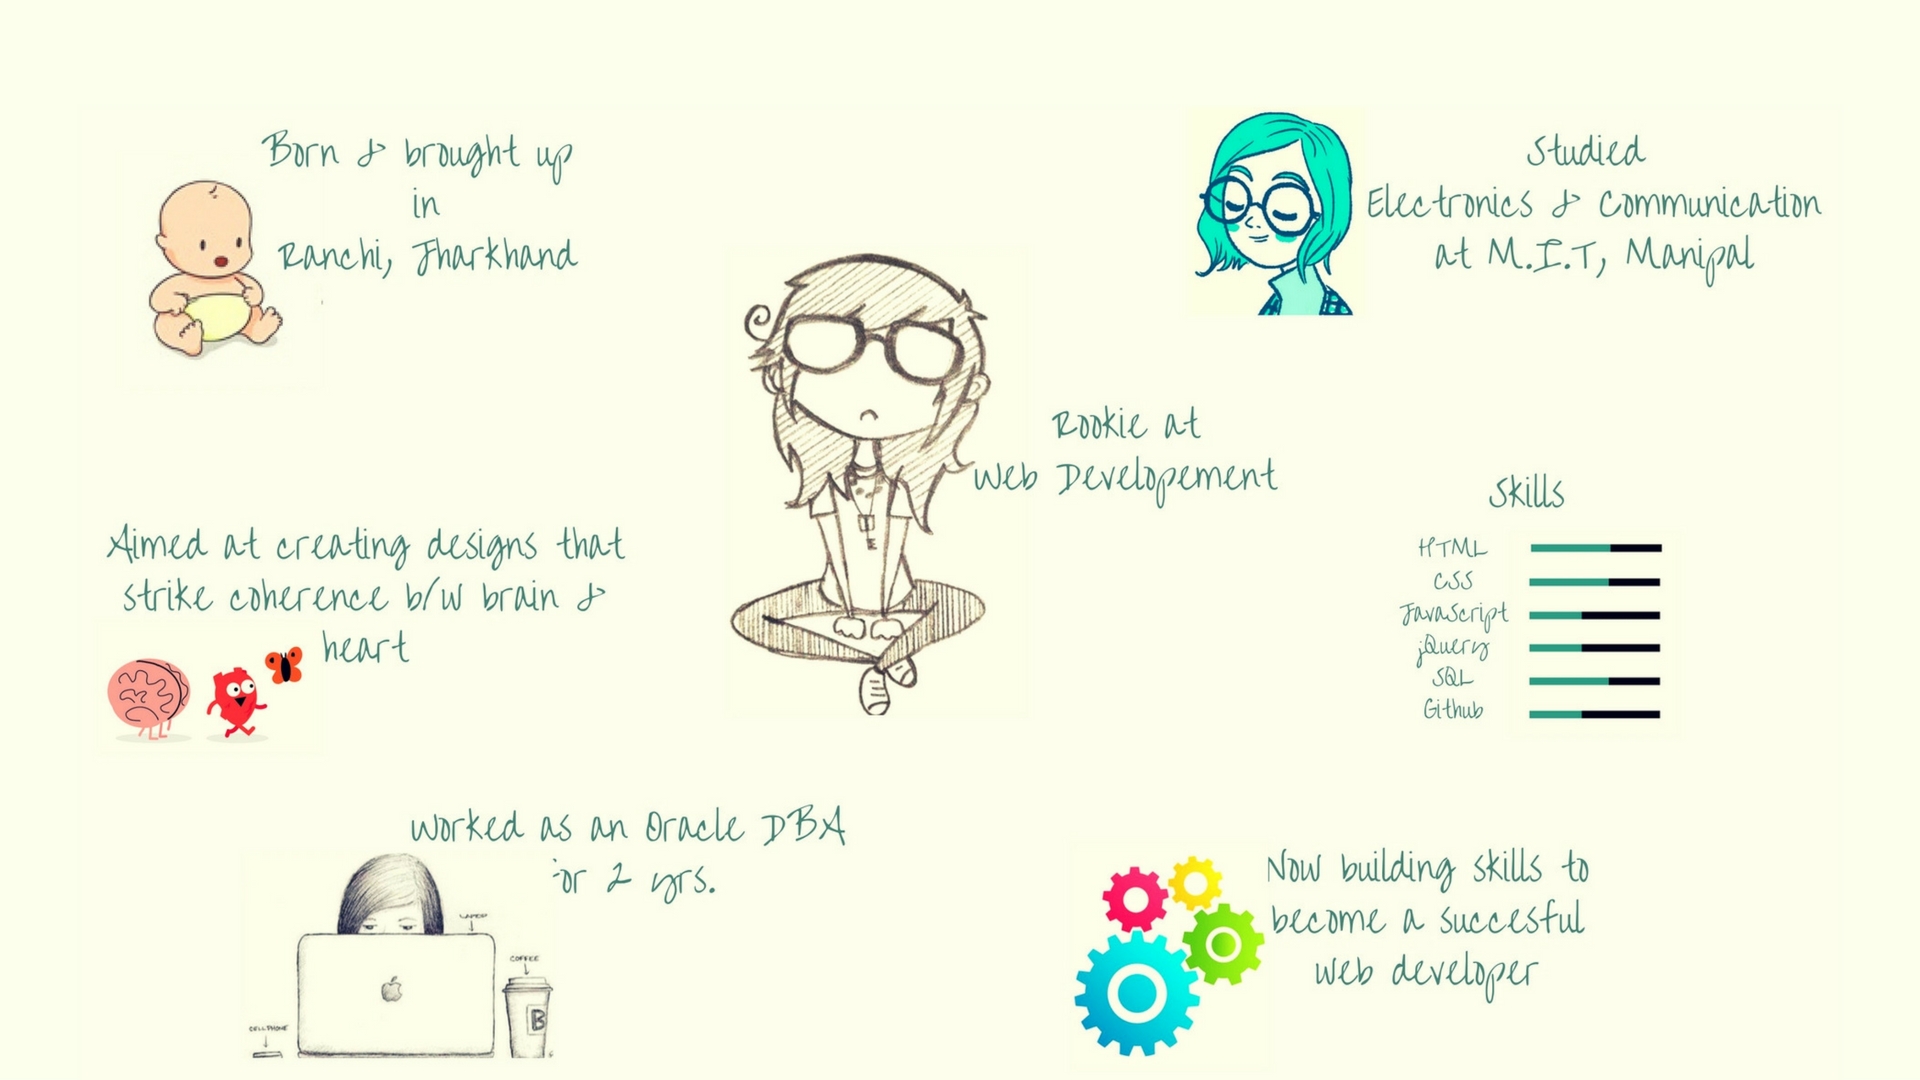 Born & brought up
in
Ranchi, Jharkhand
Studied
Electronics & Communication
at M.I.T, Manipal
Rookie at
Web Developement
Aimed at creating designs that
strike coherence b/w brain &
heart
Skills
HTML
CSS
JavaScript
jQuery
SQL
Github
Worked as an Oracle DBA
for 2 yrs.
LAPTOP
COFFEE
B
CELLPHONE
Now building skills to
become a succesful
web developer